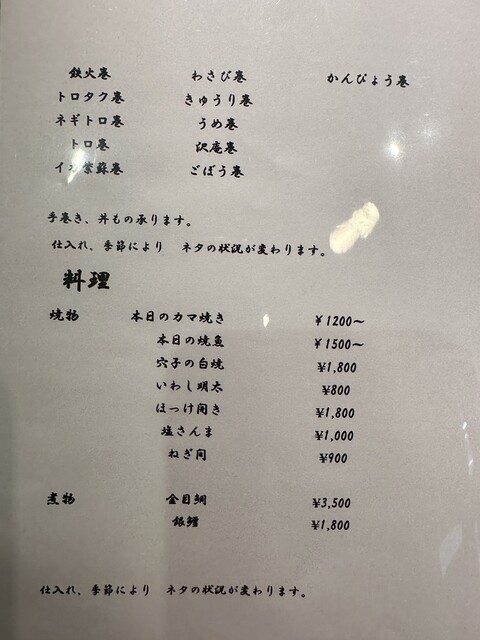 鉄火巻 わさび巻 かんぴょう巻
トロタク巻 きゅうり巻
ネギトロ巻 うめ巻
トロ巻 沢庵巻
イカ紫蘇巻 ごぼう巻
手巻き、丼もの承ります。
仕入れ、季節により ネタの状況が変わります。
料理
焼物 本日のカマ焼き ¥1200〜
本日の焼魚 ¥1500〜
穴子の白焼 ¥1,800
いわし明太 ¥800
ほっけ開き ¥1,800
塩さんま ¥1,000
ねぎ間 ¥900
煮物 金目鯛 ¥3,500
銀鱈 ¥1,800
仕入れ、季節により ネタの状況が変わります。